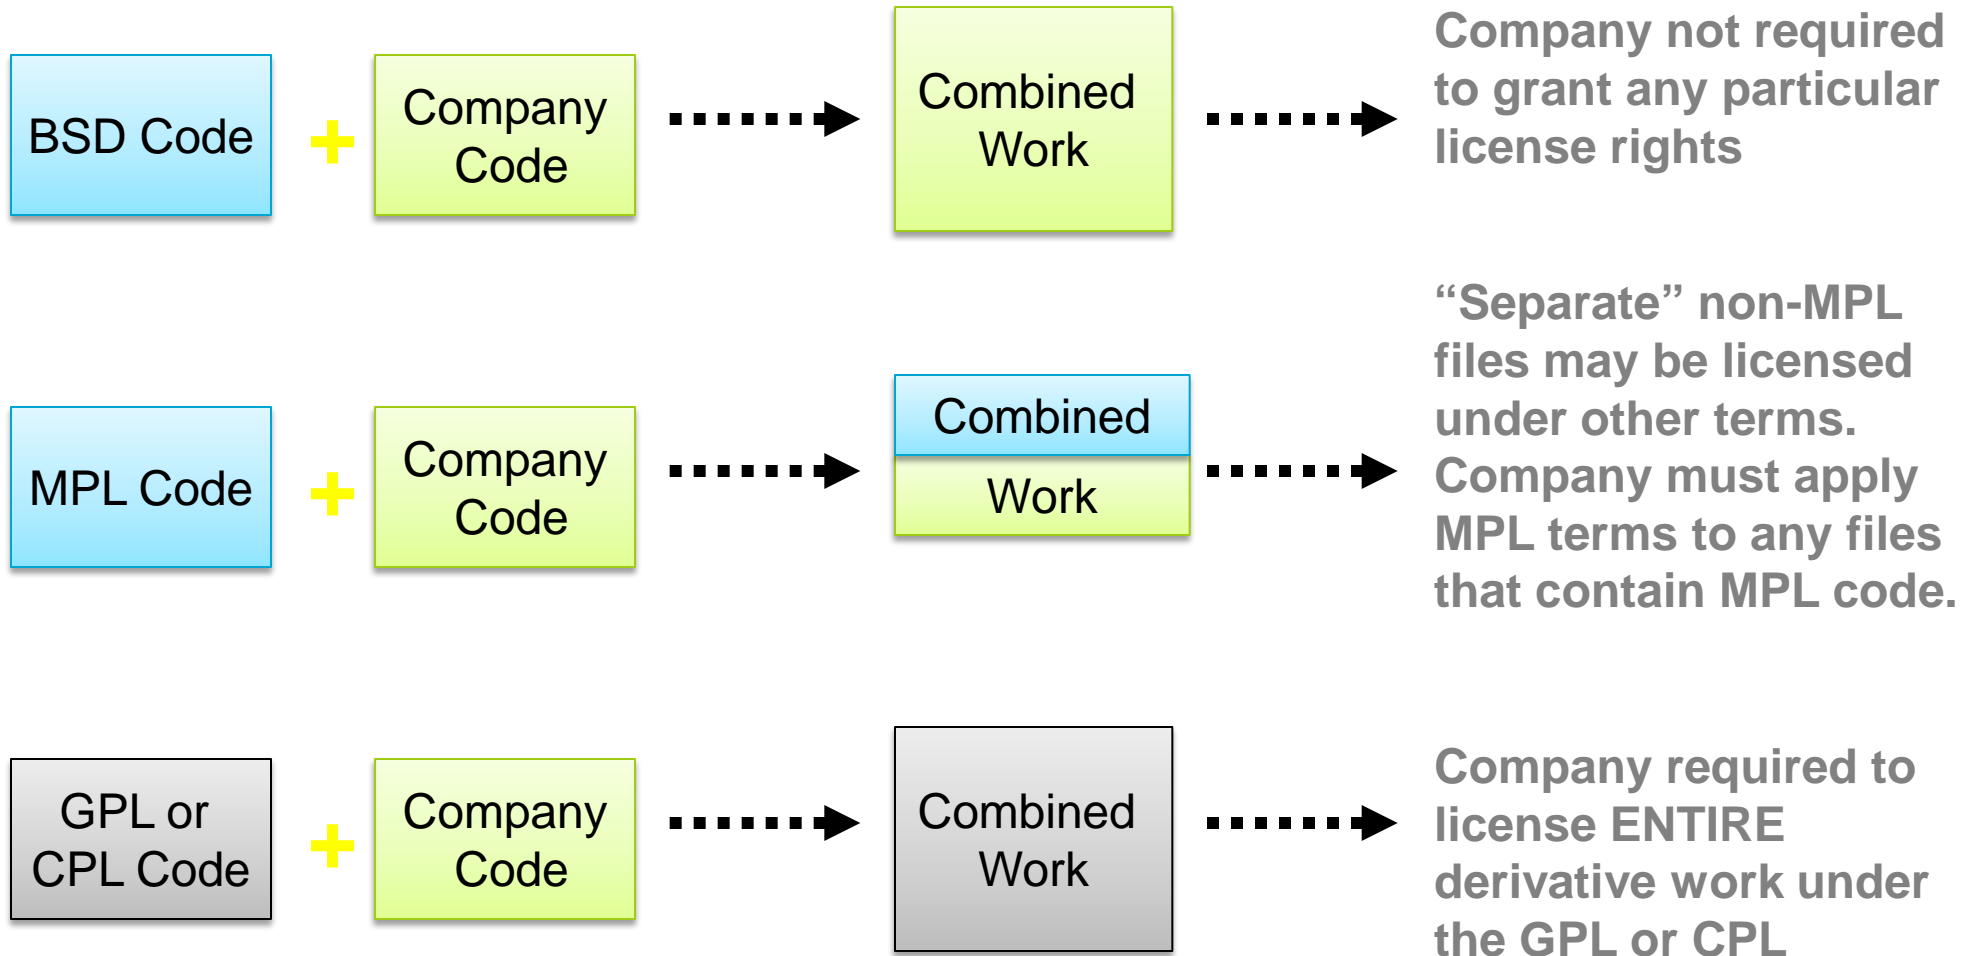 BSD Code
+
Company
Code
Combined
Work
Company not required
to grant any particular
license rights
MPL Code
+
Company
Code
Combined
Work
“Separate” non-MPL
files may be licensed
under other terms.
Company must apply
MPL terms to any files
that contain MPL code.
GPL or
CPL Code
+
Company
Code
Combined
Work
Company required to
license ENTIRE
derivative work under
the GPL or CPL